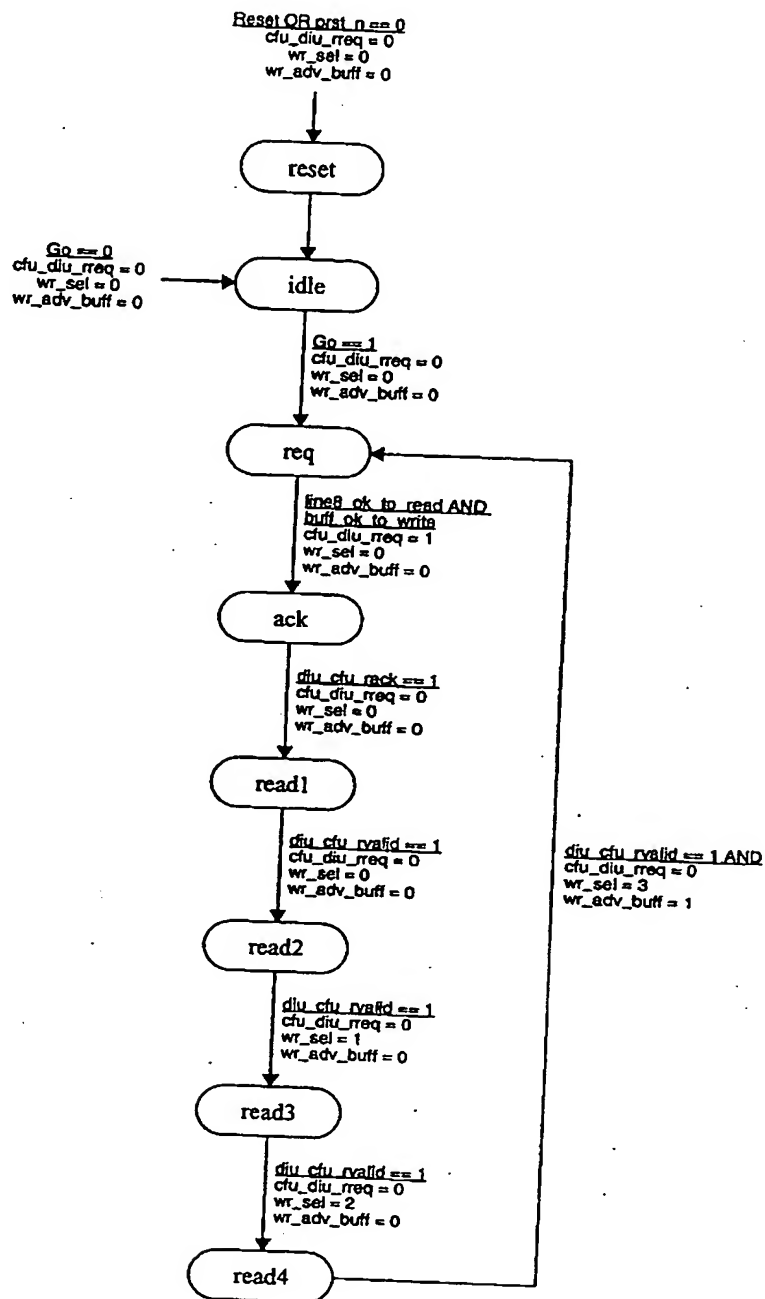 Reset OR prst_n == 0
cfu_diu_rreq = 0
wr_sel = 0
wr_adv_buff = 0
reset
Go == 0
cfu_diu_rreq = 0
wr_sel = 0
wr_adv_buff = 0
idle
Go == 1
cfu_diu_rreq = 0
wr_sel = 0
wr_adv_buff = 0
req
line8_ok_to_read AND
buff_ok_to_write
cfu_diu_rreq = 1
wr_sel = 0
wr_adv_buff = 0
ack
diu_cfu_rack == 1
cfu_diu_rreq = 0
wr_sel = 0
wr_adv_buff = 0
read1
diu_cfu_rvalid == 1
cfu_diu_rreq = 0
wr_sel = 0
wr_adv_buff = 0
diu_cfu_rvalid == 1 AND
cfu_diu_rreq = 0
wr_sel = 3
wr_adv_buff = 1
read2
diu_cfu_rvalid == 1
cfu_diu_rreq = 0
wr_sel = 1
wr_adv_buff = 0
read3
diu_cfu_rvalid == 1
cfu_diu_rreq = 0
wr_sel = 2
wr_adv_buff = 0
read4